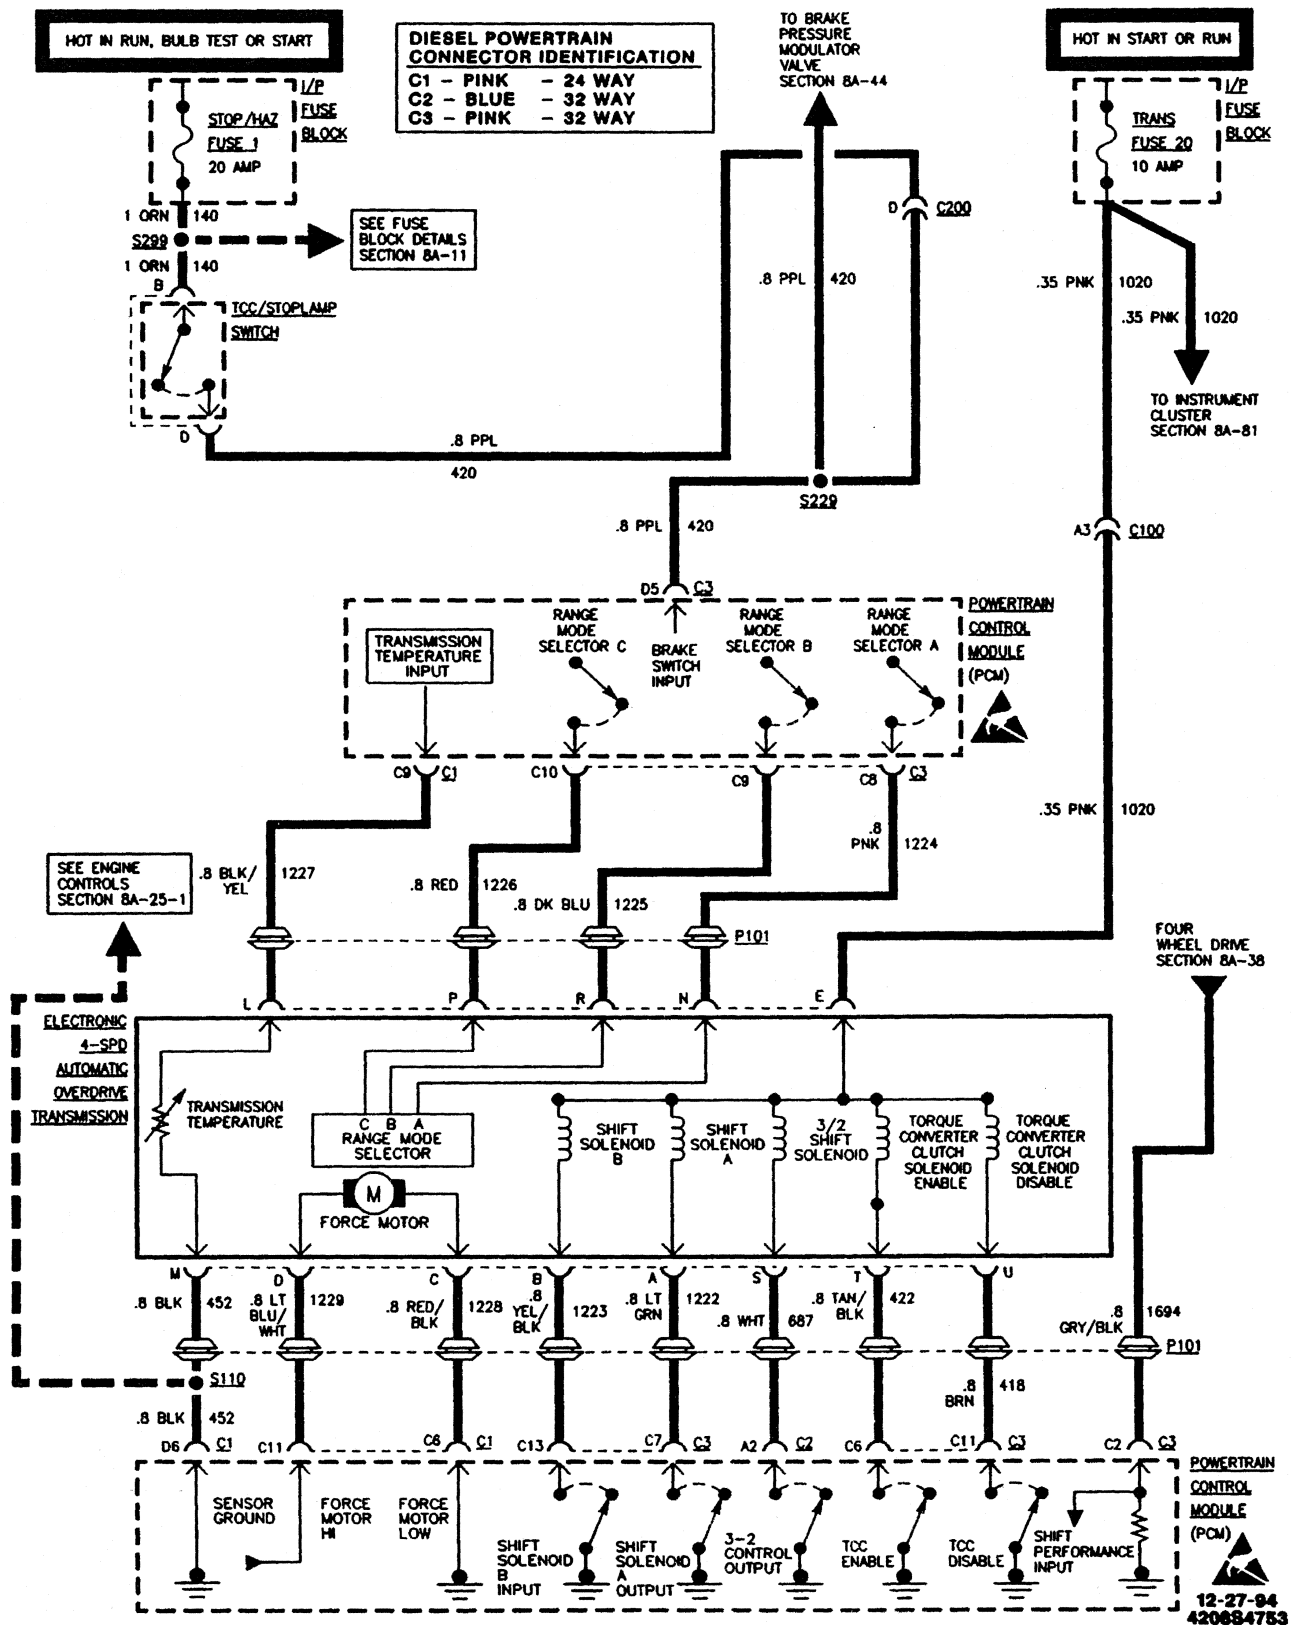 HOT IN RUN, BULB TEST OR START
DIESEL POWERTRAIN
CONNECTOR IDENTIFICATION
C1 - PINK - 24 WAY
C2 - BLUE - 32 WAY
C3 - PINK - 32 WAY
TO BRAKE
PRESSURE
MODULATOR
VALVE
SECTION 8A-44
HOT IN START OR RUN
STOP/HAZ
FUSE 1
20 AMP
I/P
FUSE
BLOCK
TRANS
FUSE 20
10 AMP
I/P
FUSE
BLOCK
1 ORN 140
S299
1 ORN 140
B
SEE FUSE
BLOCK DETAILS
SECTION 8A-11
TCC/STOPLAMP
SWITCH
D
.8 PPL
420
D C200
.8 PPL 420
S229
.8 PPL 420
.35 PNK 1020
.35 PNK 1020
TO INSTRUMENT
CLUSTER
SECTION 8A-81
A3 C100
D5 C3
POWERTRAIN
CONTROL
MODULE
(PCM)
TRANSMISSION
TEMPERATURE
INPUT
RANGE
MODE
SELECTOR C
BRAKE
SWITCH
INPUT
RANGE
MODE
SELECTOR B
RANGE
MODE
SELECTOR A
C9 C1
C10
C9
C8 C3
.35 PNK 1020
SEE ENGINE
CONTROLS
SECTION 8A-25-1
.8 BLK/
YEL
1227
.8 RED 1226
.8 DK BLU 1225
.8
PNK
1224
P101
FOUR
WHEEL DRIVE
SECTION 8A-38
L P R N E
ELECTRONIC
4-SPD
AUTOMATIC
OVERDRIVE
TRANSMISSION
TRANSMISSION
TEMPERATURE
C B A
RANGE MODE
SELECTOR
M
FORCE MOTOR
SHIFT
SOLENOID
B
SHIFT
SOLENOID
A
3/2
SHIFT
SOLENOID
TORQUE
CONVERTER
CLUTCH
SOLENOID
ENABLE
TORQUE
CONVERTER
CLUTCH
SOLENOID
DISABLE
M D C B A S T U
.8 BLK 452
.8 LT
BLU/
WHT
1229
.8 RED/
BLK
1228
.8
YEL/
BLK
1223
.8 LT
GRN
1222
.8 WHT 687
.8 TAN/
BLK
422
.8
GRY/BLK
1694
P101
S110
.8
BRN
418
.8 BLK 452
D6 C1
C11
C6 C1
C13
C7 C3
A2 C2
C6
C11 C3
C2 C3
SENSOR
GROUND
FORCE
MOTOR
HI
FORCE
MOTOR
LOW
SHIFT
SOLENOID
B
INPUT
SHIFT
SOLENOID
A
OUTPUT
3-2
CONTROL
OUTPUT
TCC
ENABLE
TCC
DISABLE
SHIFT
PERFORMANCE
INPUT
POWERTRAIN
CONTROL
MODULE
(PCM)
12-27-94
4206S4753